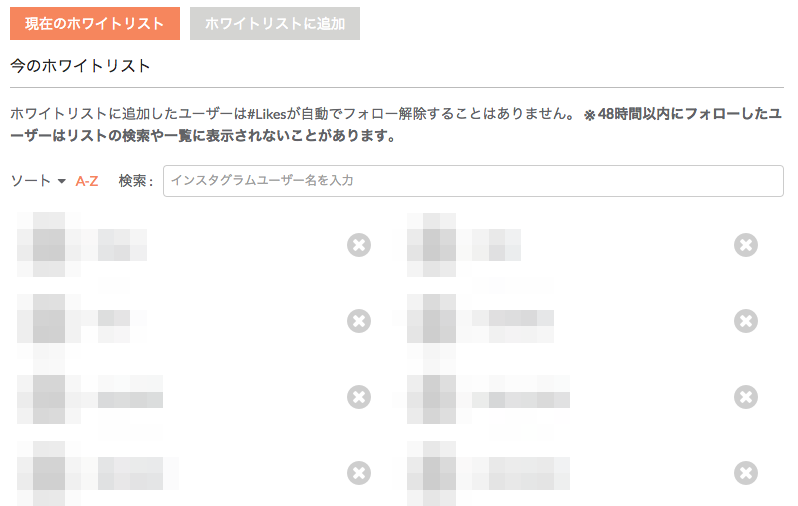 現在のホワイトリスト ホワイトリストに追加
今のホワイトリスト
ホワイトリストに追加したユーザーは#Likesが自動でフォロー解除することはありません。 ※48時間以内にフォローしたユ
ーザーはリストの検索や一覧に表示されないことがあります。
ソート A-Z 検索: インスタグラムユーザー名を入力